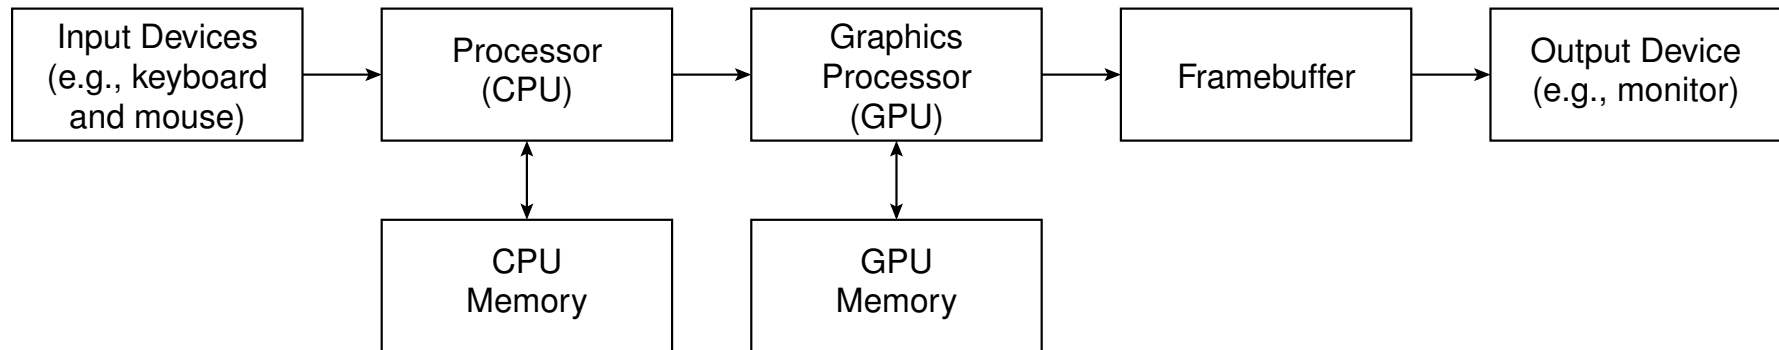 Input Devices
(e.g., keyboard
and mouse)
Processor
(CPU)
Graphics
Processor
(GPU)
Framebuffer
Output Device
(e.g., monitor)
CPU
Memory
GPU
Memory